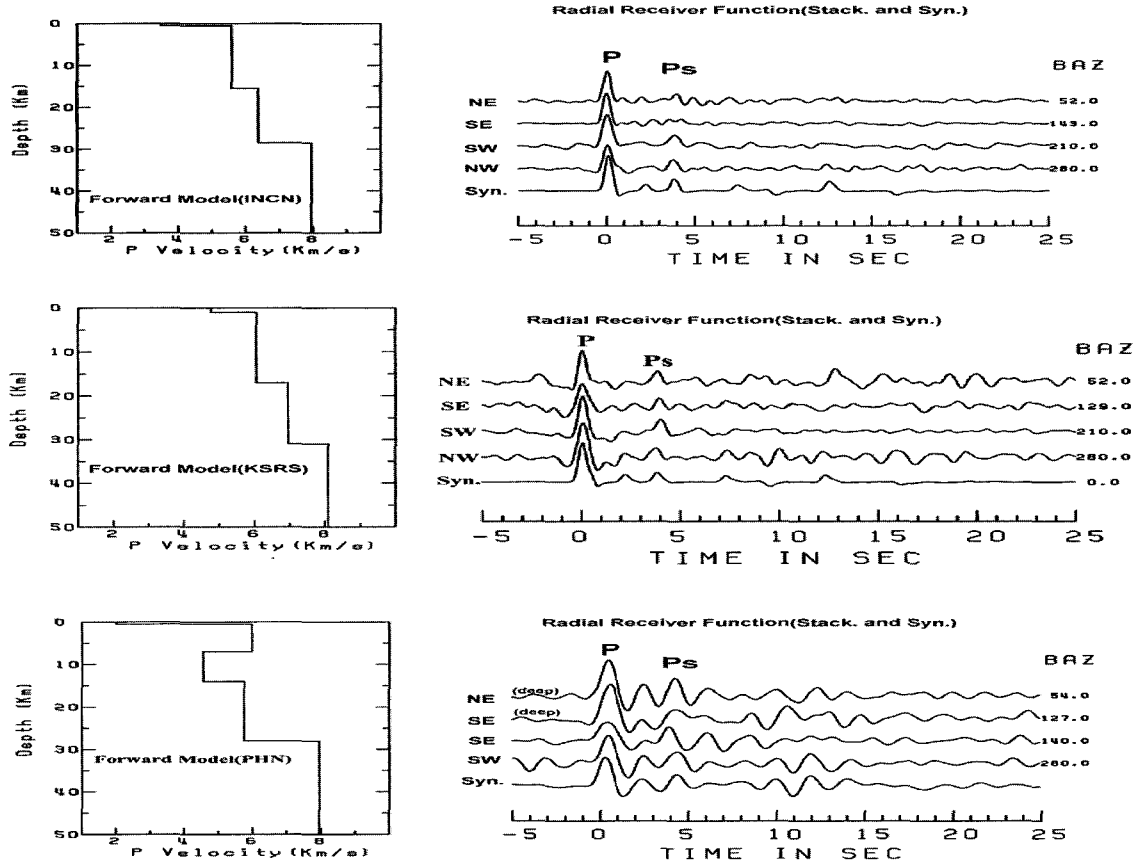 Radial Receiver Function(Stack. and Syn.)
0
10
20
30
40
50
Depth (Km)
Forward Model(INCN)
2 4 6 8
P Velocity(Km/s)
P
Ps
BAZ
NE 52.0
SE 143.0
SW 210.0
NW 280.0
Syn.
-5 0 5 10 15 20 25
TIME IN SEC
Radial Receiver Function(Stack. and Syn.)
0
10
20
30
40
50
Depth (Km)
Forward Model(KSRS)
2 4 6 8
P Velocity(Km/s)
P
Ps
BAZ
NE 52.0
SE 129.0
SW 210.0
NW 280.0
Syn. 0.0
-5 0 5 10 15 20 25
TIME IN SEC
Radial Receiver Function(Stack. and Syn.)
0
10
20
30
40
50
Depth (Km)
Forward Model(PHN)
2 4 6 8
P Velocity(Km/s)
P
Ps
BAZ
NE (deep) 54.0
SE (deep) 127.0
SE 140.0
SW 260.0
Syn.
-5 0 5 10 15 20 25
TIME IN SEC